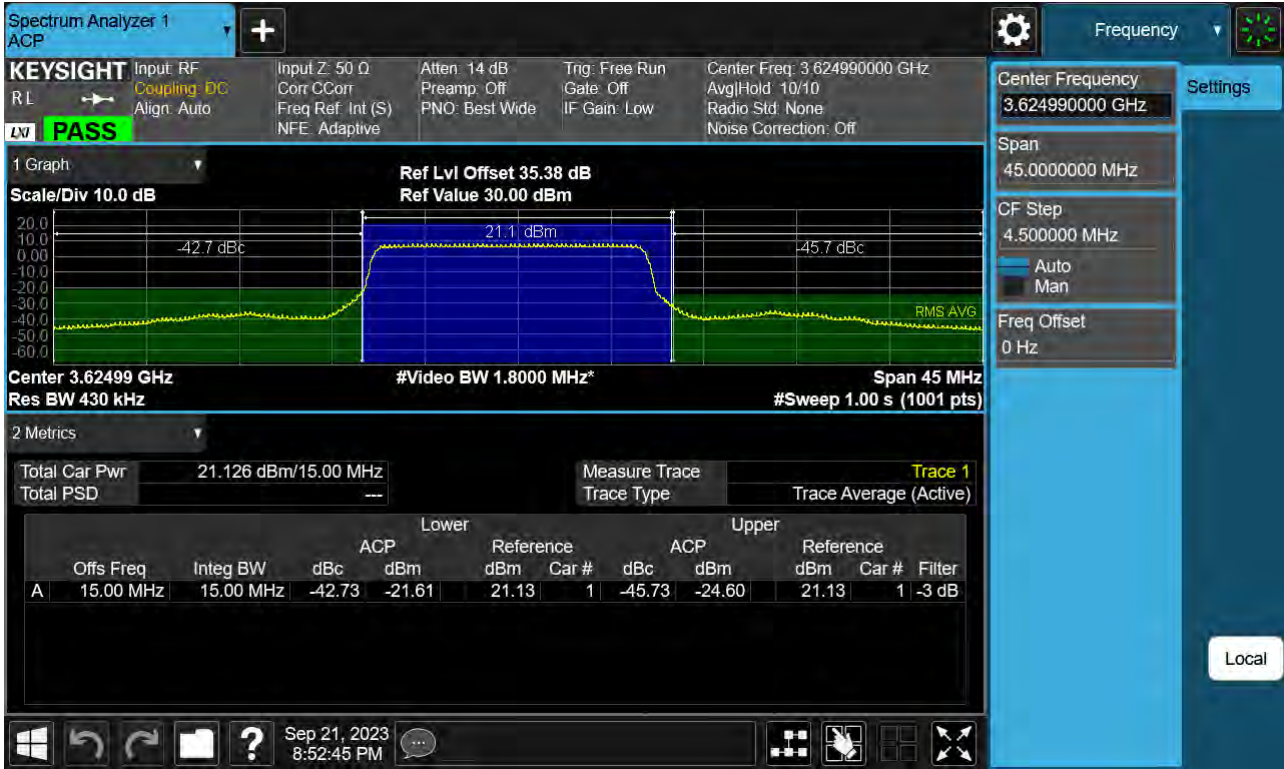 Spectrum Analyzer 1
ACP
Frequency
KEYSIGHT Input: RF Input Z: 50 Ω Atten: 14 dB Trig: Free Run Center Freq: 3.624990000 GHz
RL Coupling: DC Corr CCorr Preamp: Off Gate: Off Avg|Hold: 10/10
Align: Auto Freq Ref: Int (S) PNO: Best Wide IF Gain: Low Radio Std: None
LXI PASS NFE: Adaptive Noise Correction: Off
Center Frequency
3.624990000 GHz
Settings
Span
45.0000000 MHz
CF Step
4.500000 MHz
Auto
Man
Freq Offset
0 Hz
Local
1 Graph
Ref Lvl Offset 35.38 dB
Scale/Div 10.0 dB Ref Value 30.00 dBm
20.0
10.0
0.00
-10.0
-20.0
-30.0
-40.0
-50.0
-60.0
-42.7 dBc 21.1 dBm -45.7 dBc
RMS AVG
Center 3.62499 GHz #Video BW 1.8000 MHz* Span 45 MHz
Res BW 430 kHz #Sweep 1.00 s (1001 pts)
2 Metrics
Total Car Pwr 21.126 dBm/15.00 MHz Measure Trace Trace 1
Total PSD --- Trace Type Trace Average (Active)
Lower Upper
ACP Reference ACP Reference
Offs Freq Integ BW dBc dBm dBm Car # dBc dBm dBm Car # Filter
A 15.00 MHz 15.00 MHz -42.73 -21.61 21.13 1 -45.73 -24.60 21.13 1 -3 dB
Sep 21, 2023
8:52:45 PM